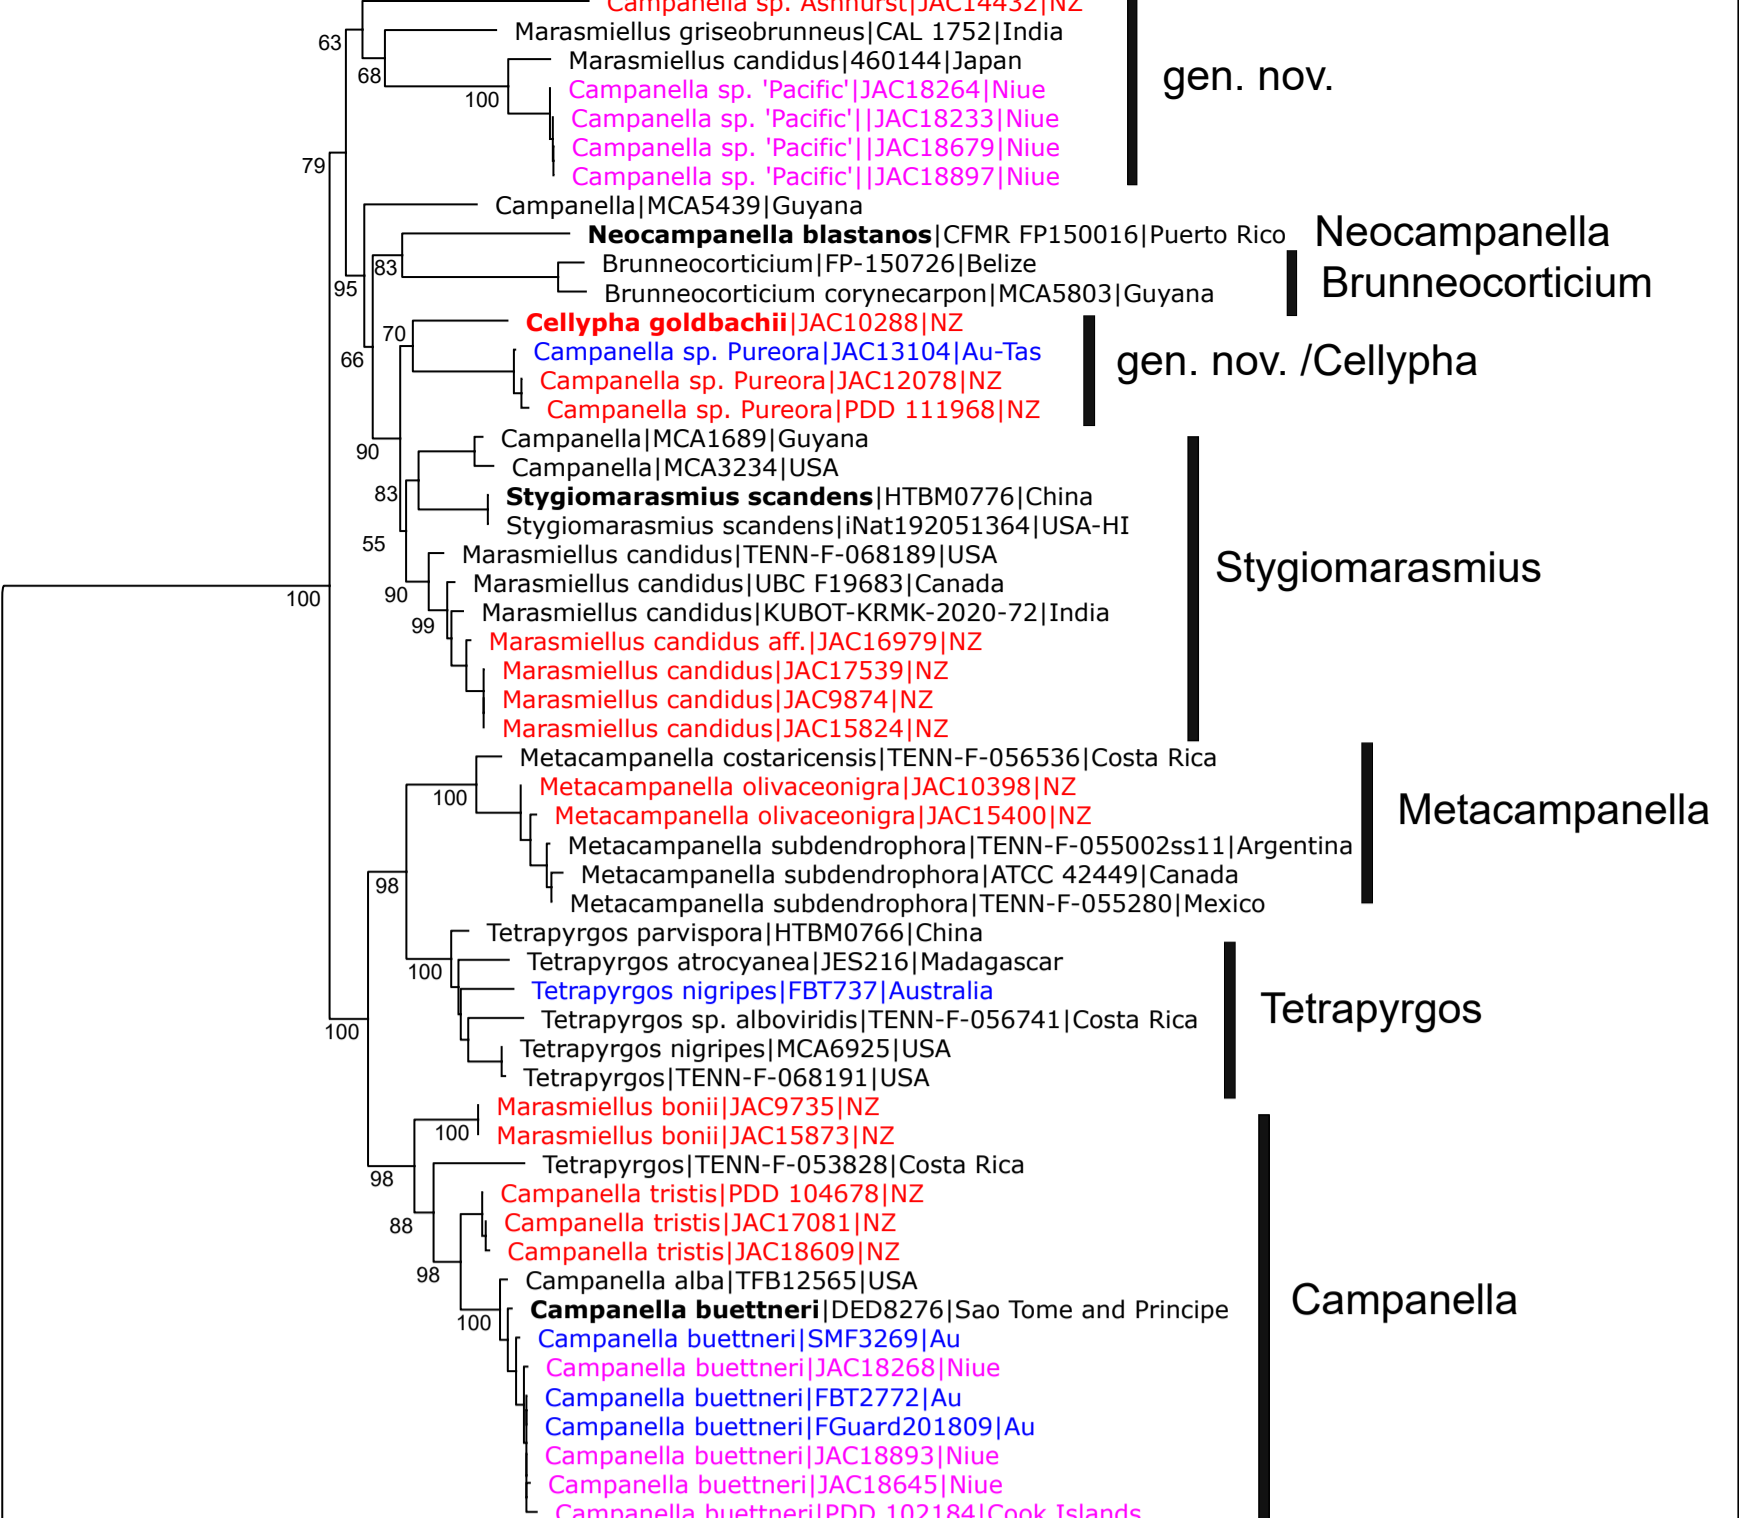 Campanella sp. Ashhurst|JAC14432|NZ
63
Marasmiellus griseobrunneus|CAL 1752|India
Marasmiellus candidus|460144|Japan
68
gen. nov.
Campanella sp. 'Pacific'|JAC18264|Niue
100
Campanella sp. 'Pacific'||JAC18233|Niue
Campanella sp. 'Pacific'||JAC18679|Niue
79
Campanella sp. 'Pacific'||JAC18897|Niue
Campanella|MCA5439|Guyana
Neocampanella blastanos|CFMR FP150016|Puerto Rico
Neocampanella
83
Brunneocorticium|FP-150726|Belize
Brunneocorticium
95
Brunneocorticium corynecarpon|MCA5803|Guyana
Cellypha goldbachii|JAC10288|NZ
70
Campanella sp. Pureora|JAC13104|Au-Tas
66
gen. nov. /Cellypha
Campanella sp. Pureora|JAC12078|NZ
Campanella sp. Pureora|PDD 111968|NZ
Campanella|MCA1689|Guyana
90
Campanella|MCA3234|USA
83
Stygiomarasmius scandens|HTBM0776|China
Stygiomarasmius scandens|iNat192051364|USA-HI
55
Marasmiellus candidus|TENN-F-068189|USA
Stygiomarasmius
Marasmiellus candidus|UBC F19683|Canada
100
90
Marasmiellus candidus|KUBOT-KRMK-2020-72|India
99
Marasmiellus candidus aff.|JAC16979|NZ
Marasmiellus candidus|JAC17539|NZ
Marasmiellus candidus|JAC9874|NZ
Marasmiellus candidus|JAC15824|NZ
Metacampanella costaricensis|TENN-F-056536|Costa Rica
Metacampanella olivaceonigra|JAC10398|NZ
100
Metacampanella
Metacampanella olivaceonigra|JAC15400|NZ
Metacampanella subdendrophora|TENN-F-055002ss11|Argentina
Metacampanella subdendrophora|ATCC 42449|Canada
98
Metacampanella subdendrophora|TENN-F-055280|Mexico
Tetrapyrgos parvispora|HTBM0766|China
Tetrapyrgos atrocyanea|JES216|Madagascar
100
Tetrapyrgos nigripes|FBT737|Australia
Tetrapyrgos
Tetrapyrgos sp. alboviridis|TENN-F-056741|Costa Rica
100
Tetrapyrgos nigripes|MCA6925|USA
Tetrapyrgos|TENN-F-068191|USA
Marasmiellus bonii|JAC9735|NZ
100
Marasmiellus bonii|JAC15873|NZ
Tetrapyrgos|TENN-F-053828|Costa Rica
98
Campanella tristis|PDD 104678|NZ
88
Campanella tristis|JAC17081|NZ
Campanella tristis|JAC18609|NZ
98
Campanella alba|TFB12565|USA
Campanella
Campanella buettneri|DED8276|Sao Tome and Principe
100
Campanella buettneri|SMF3269|Au
Campanella buettneri|JAC18268|Niue
Campanella buettneri|FBT2772|Au
Campanella buettneri|FGuard201809|Au
Campanella buettneri|JAC18893|Niue
Campanella buettneri|JAC18645|Niue
Campanella buettneri|PDD 102184|Cook Islands